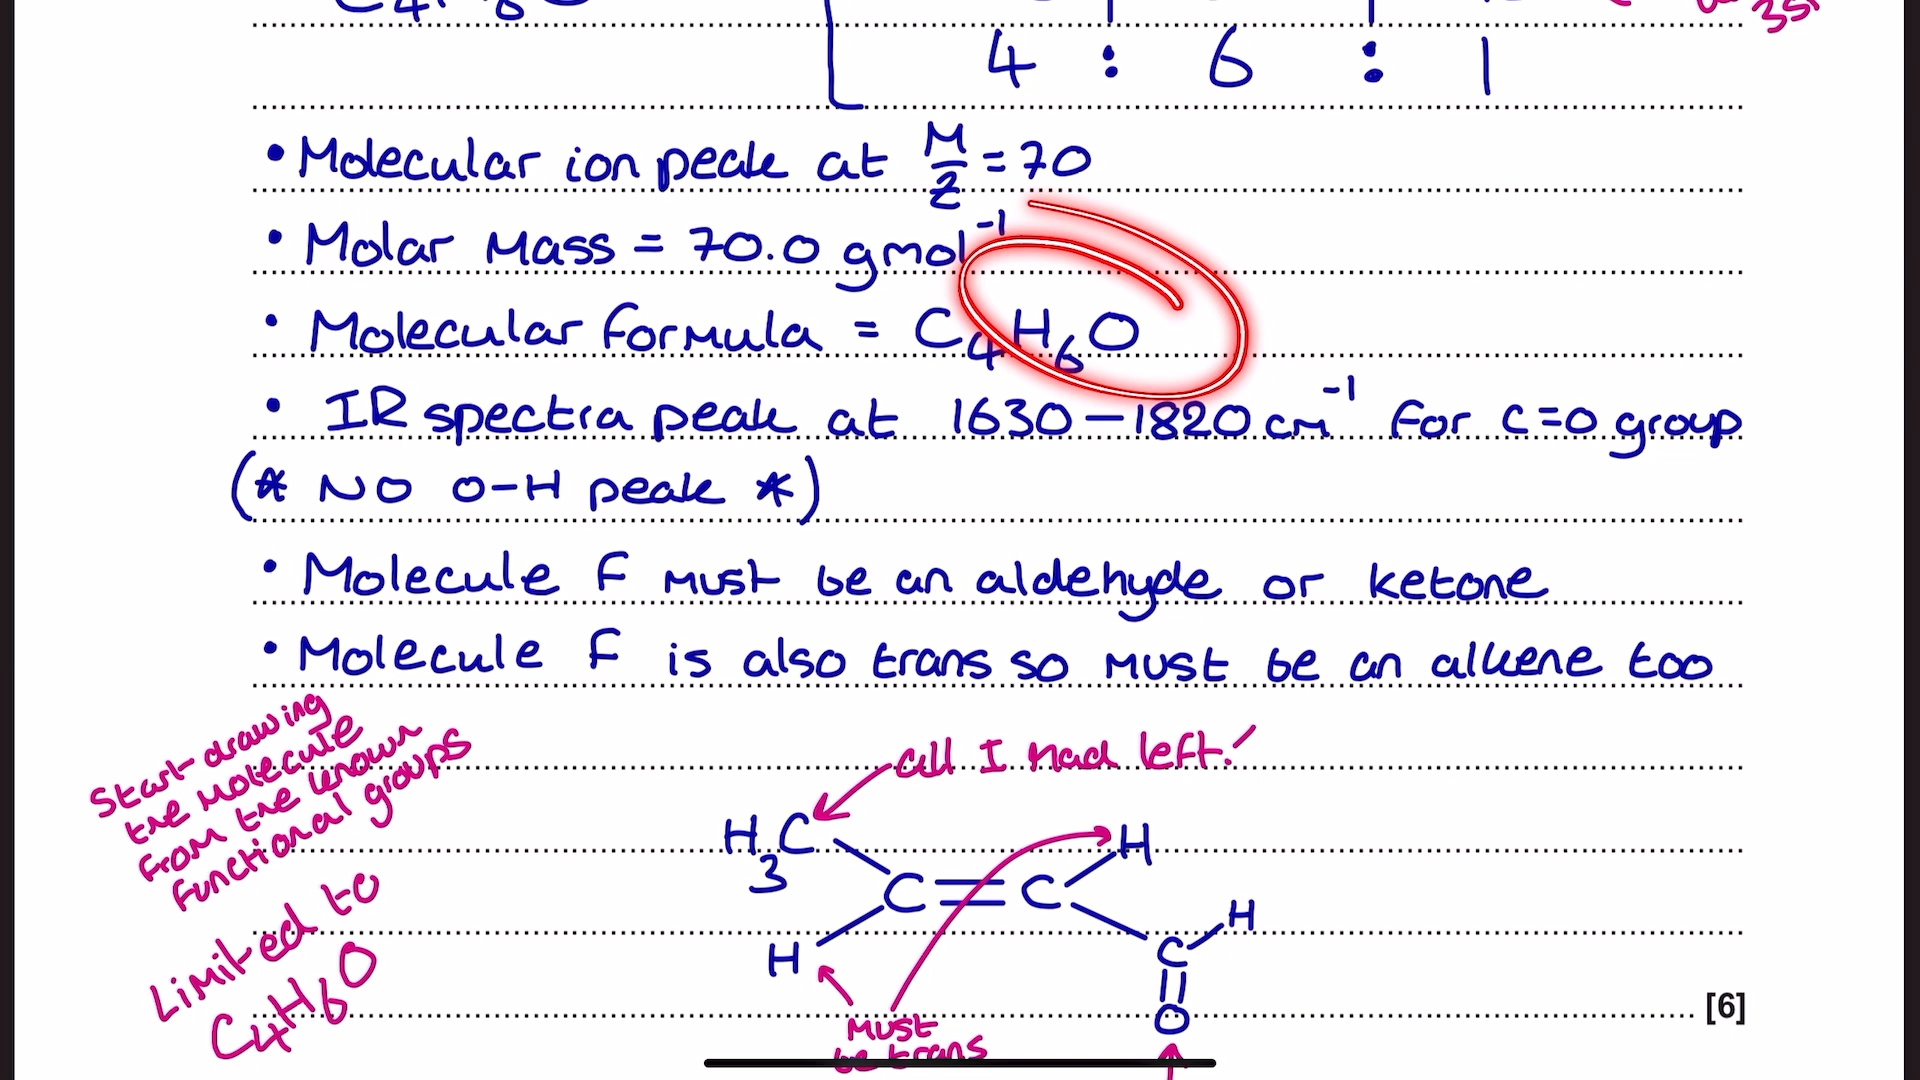 4 : 6 : 1
• Molecular ion peak at M/Z = 70
• Molar Mass = 70.0 gmol⁻¹
• Molecular formula = C₄H₆O
• IR spectra peak at 1630 – 1820 cm⁻¹ for C=O group
(* NO O-H peak *)
• Molecule F must be an aldehyde or ketone
• Molecule F is also trans so must be an alkene too
Start drawing
the molecule
from the known
functional groups
Limited to
C₄H₆O
all I had left!
H₃C
H
C = C
H
H
C
O
[6]
Must
be trans